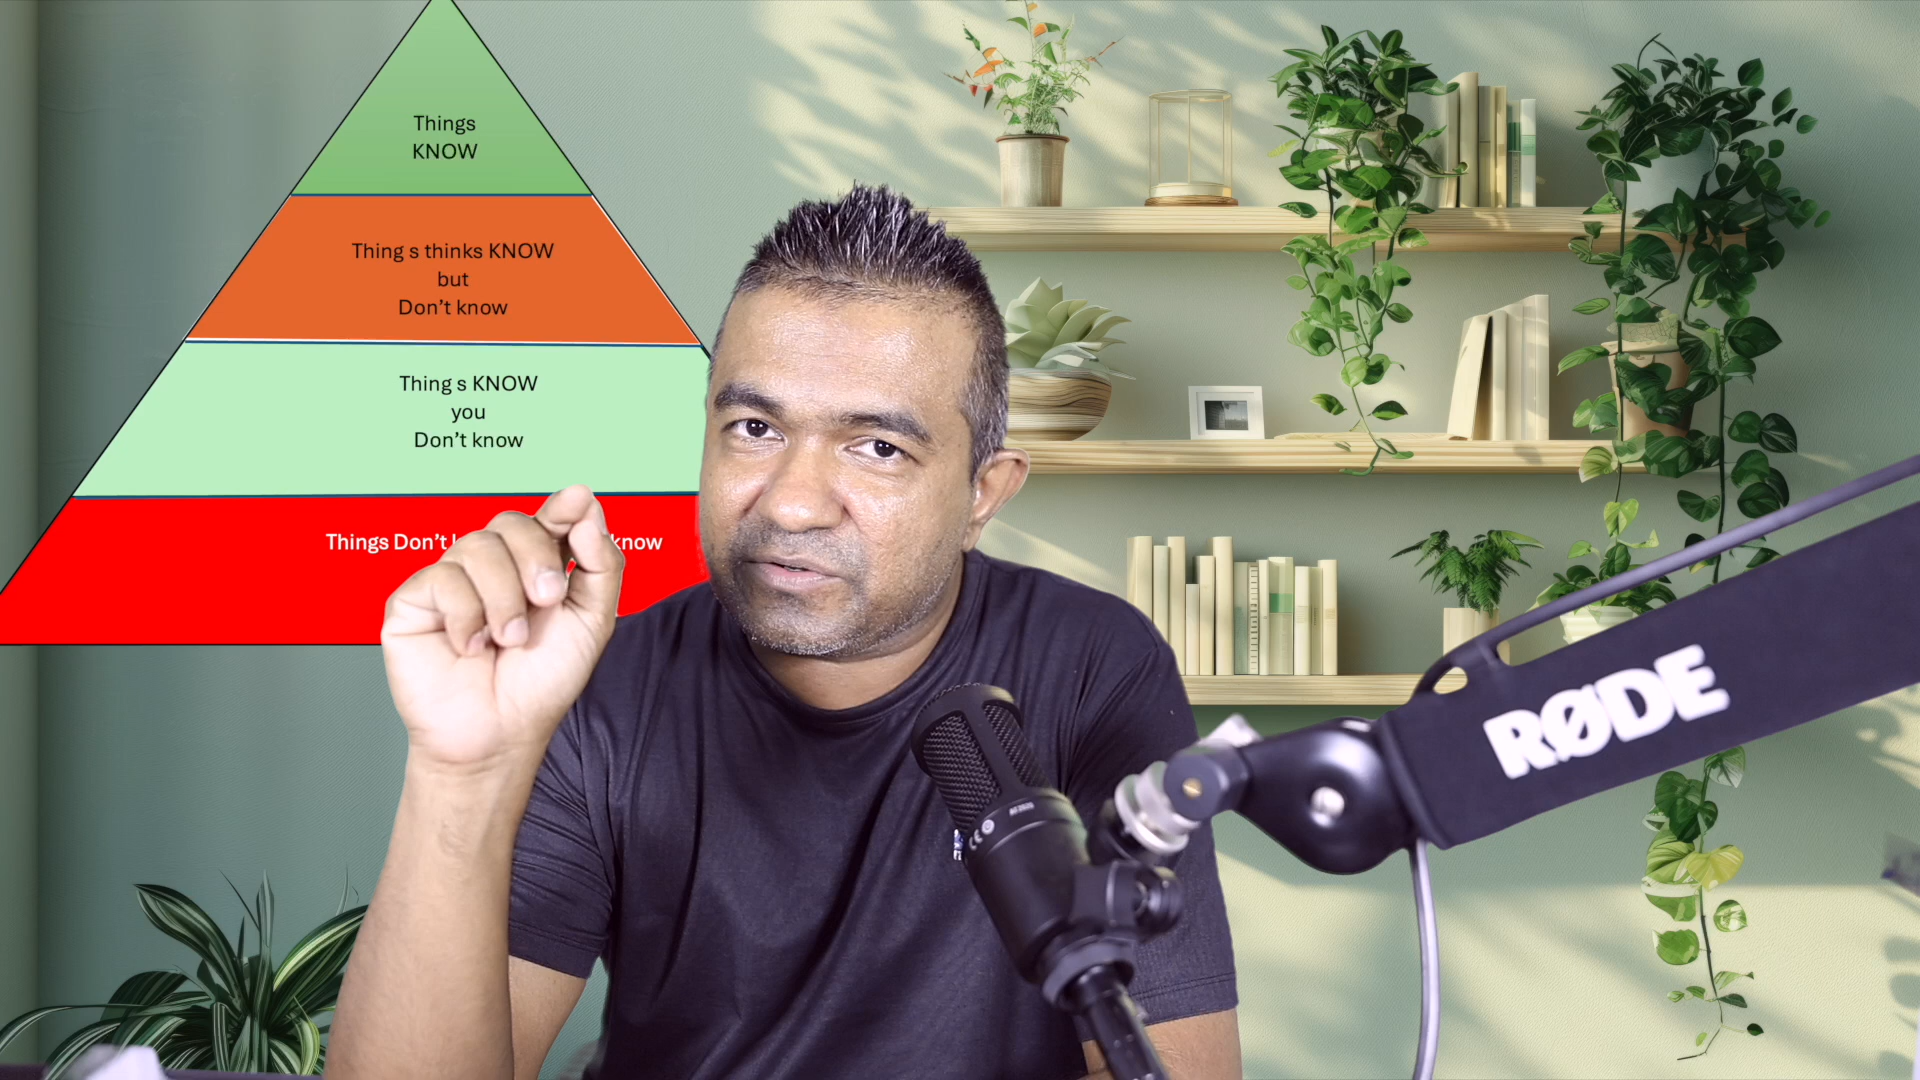 Things
KNOW
Thing s thinks KNOW
but
Don't know
Thing s KNOW
you
Don't know
Things Don't know
RØDE